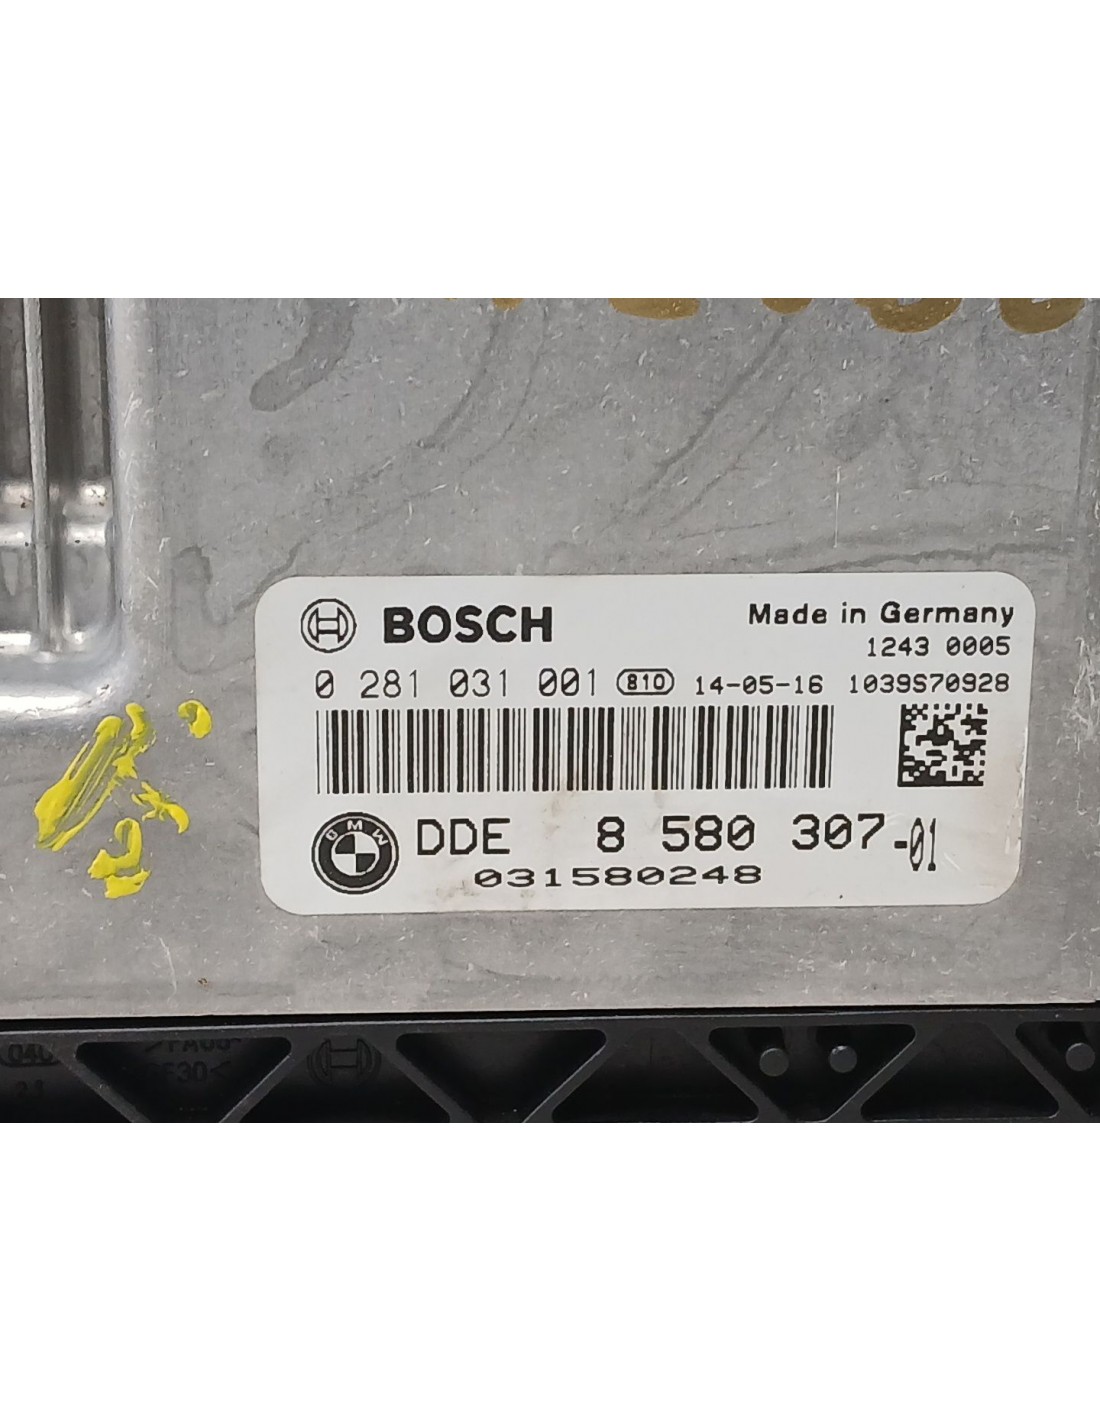 BOSCH
Made in Germany
1243 0005
0 281 031 001 810 14-05-16 1039S70928
BMW
DDE 8 580 307-01
031580248